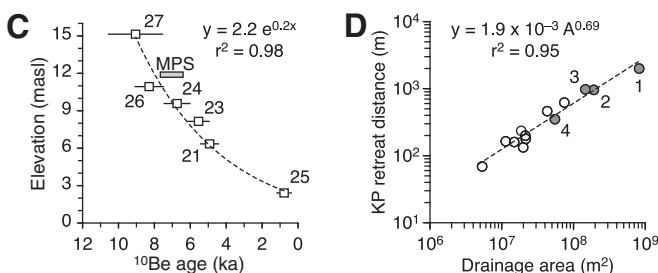 C
y = 2.2 e^0.2x
r² = 0.98
27
MPS
26
24
23
21
25
15
12
9
6
3
0
Elevation (masl)
12 10 8 6 4 2 0
¹⁰Be age (ka)
D
y = 1.9 x 10⁻³ A^0.69
r² = 0.95
3
2
1
4
10⁴
10³
10²
10¹
KP retreat distance (m)
10⁶ 10⁷ 10⁸ 10⁹
Drainage area (m²)